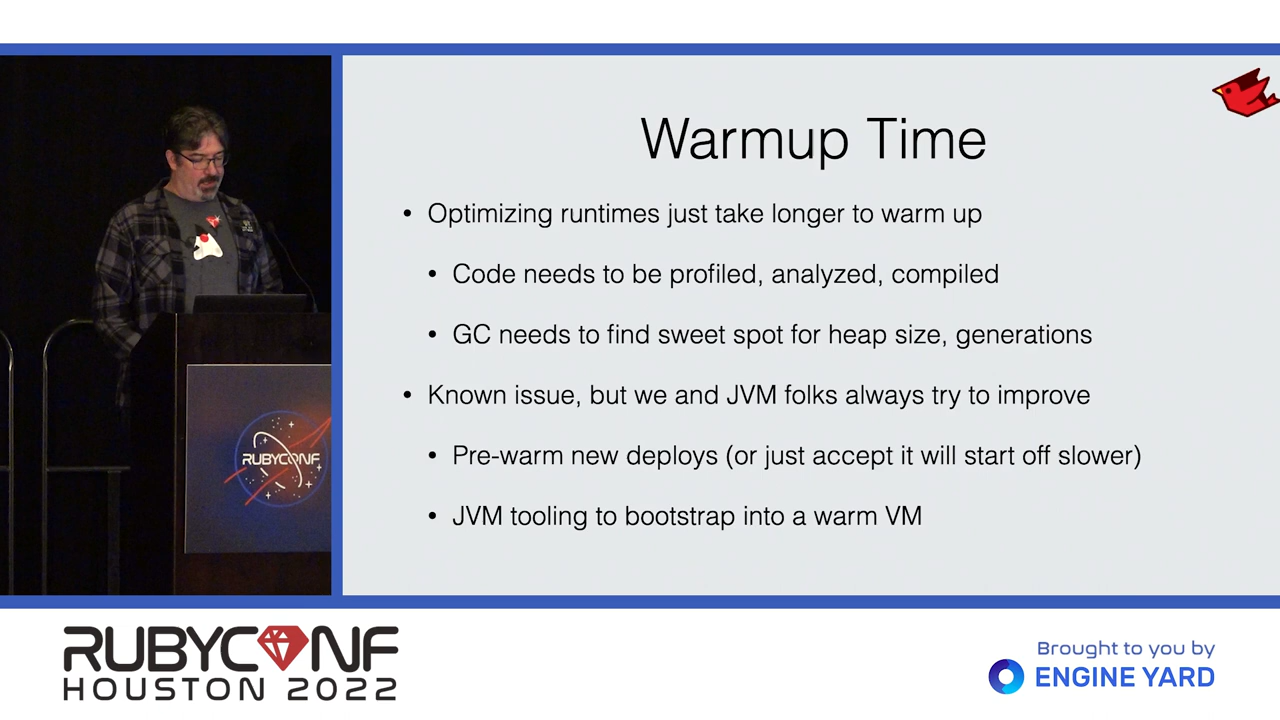 Warmup Time
• Optimizing runtimes just take longer to warm up
• Code needs to be profiled, analyzed, compiled
• GC needs to find sweet spot for heap size, generations
• Known issue, but we and JVM folks always try to improve
• Pre-warm new deploys (or just accept it will start off slower)
• JVM tooling to bootstrap into a warm VM
RUBYCONF
RUBYCONF
HOUSTON 2022
Brought to you by
ENGINE YARD